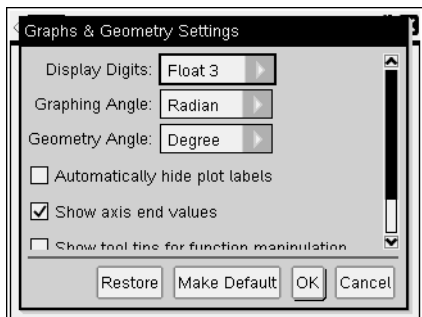 Graphs & Geometry Settings
Display Digits: Float 3
Graphing Angle: Radian
Geometry Angle: Degree
Automatically hide plot labels
Show axis end values
Show tool tips for function manipulation
Restore Make Default OK Cancel